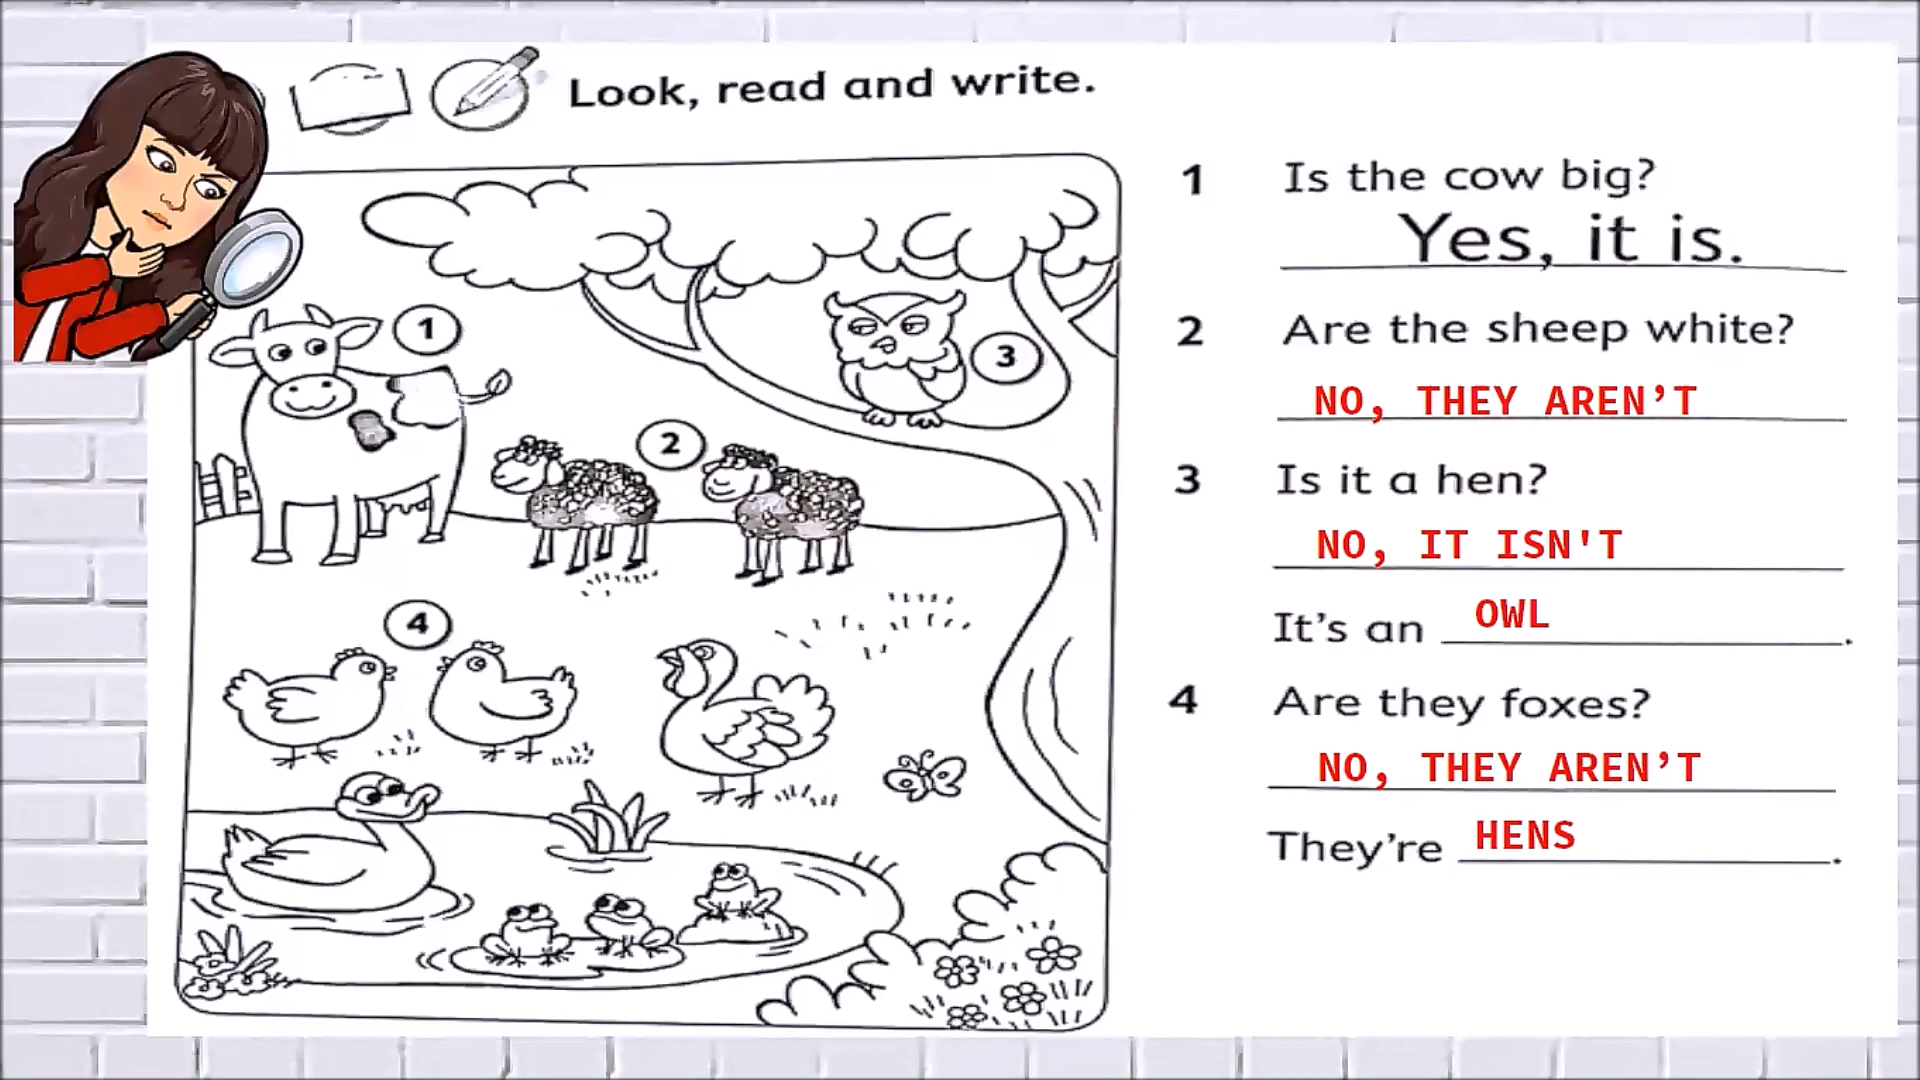 Look, read and write.
1
2
3
4
1 Is the cow big?
Yes, it is.
2 Are the sheep white?
NO, THEY AREN’T
3 Is it a hen?
NO, IT ISN'T
It’s an OWL.
4 Are they foxes?
NO, THEY AREN’T
They’re HENS.